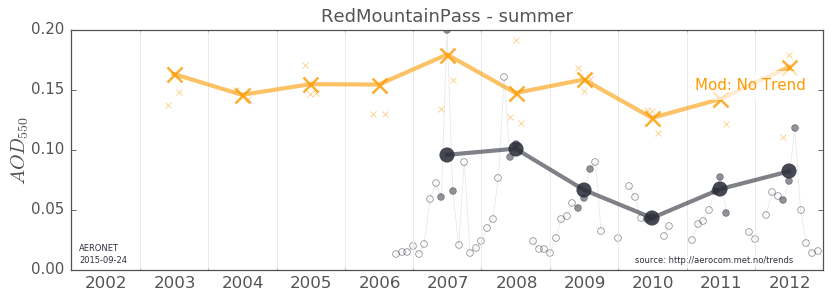 RedMountainPass - summer
0.20
0.15
0.10
0.05
0.00
AOD550
Mod: No Trend
AERONET
2015-09-24
source: http://aerocom.met.no/trends
2002 2003 2004 2005 2006 2007 2008 2009 2010 2011 2012